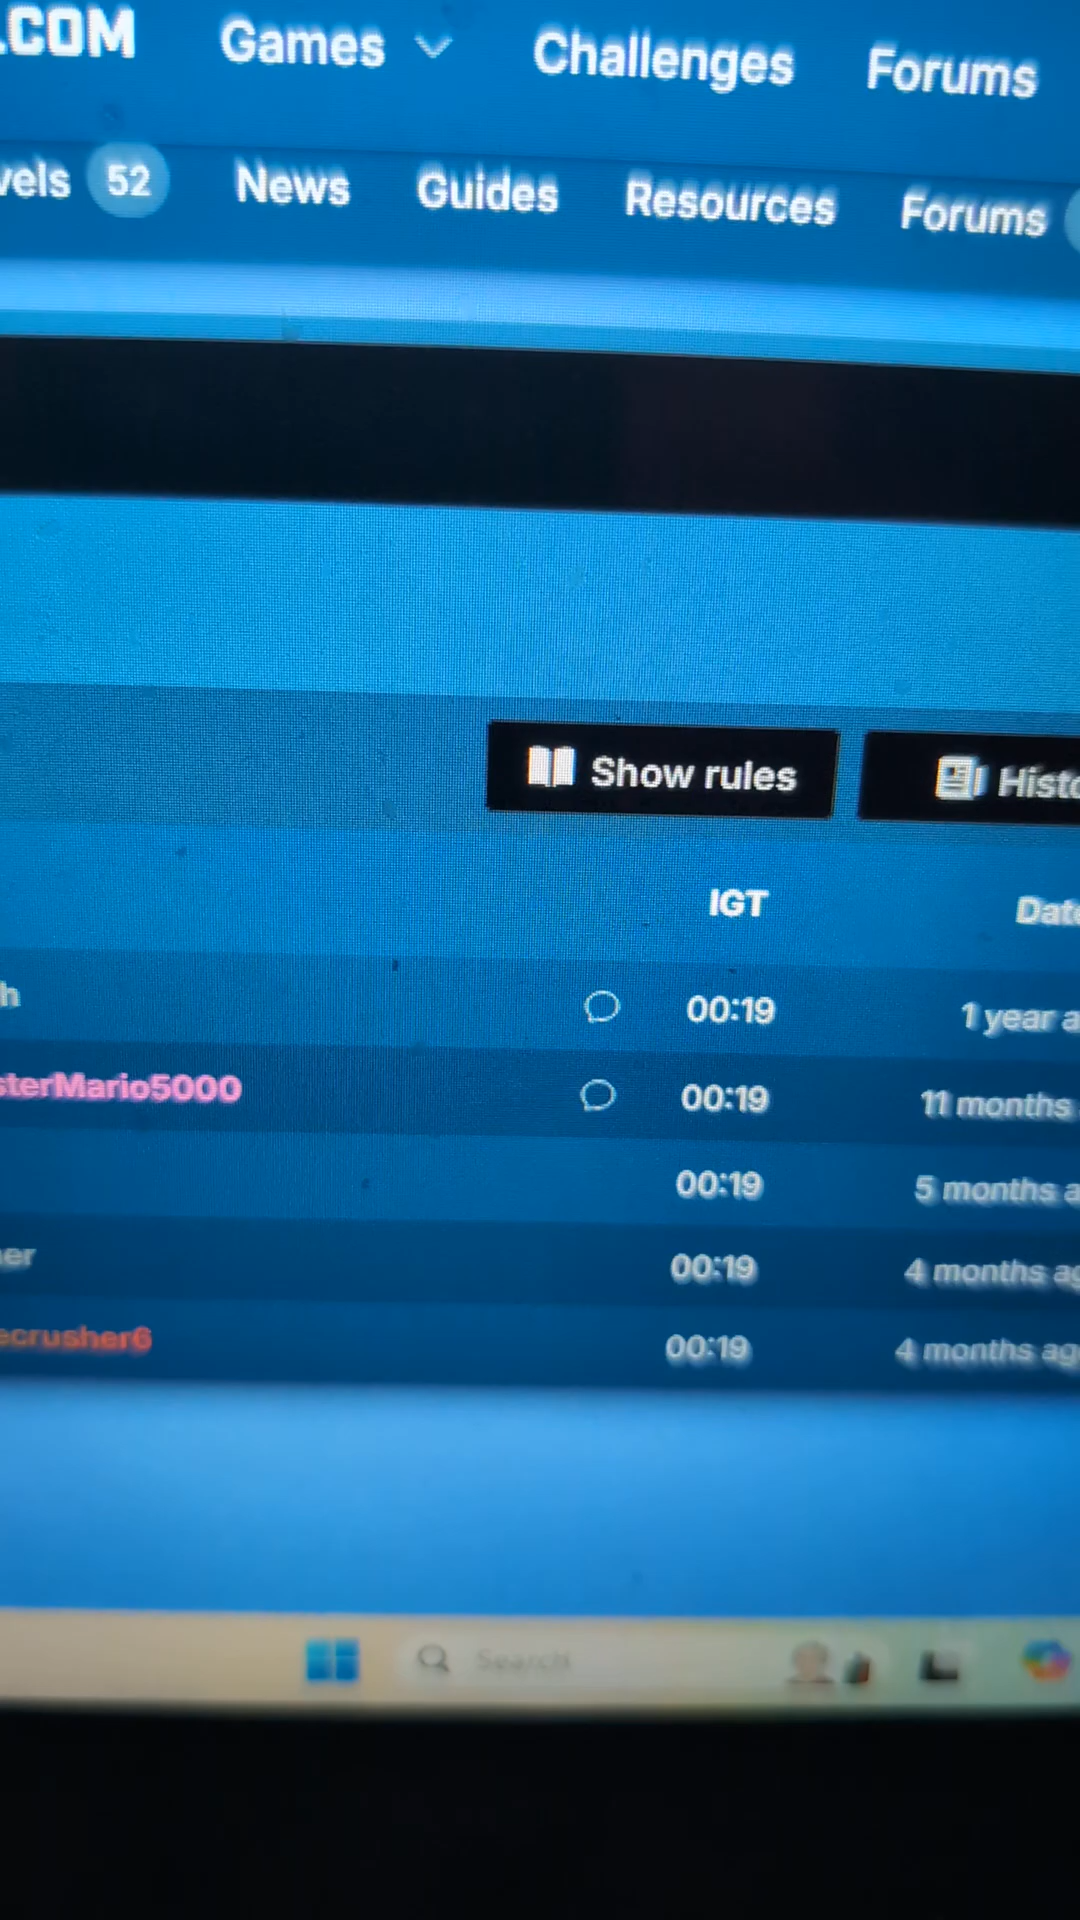 .COM Games Challenges Forums
vels 52 News Guides Resources Forums
Show rules Histo
IGT Date
h 00:19 1 year a
sterMario5000 00:19 11 months
00:19 5 months a
er 00:19 4 months ag
ecrusher6 00:19 4 months ag
Search